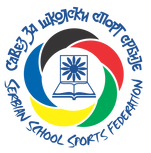 САВЕЗ ЗА ШКОЛСКИ СПОРТ СРБИЈЕ
SERBIAN SCHOOL SPORTS FEDERATION